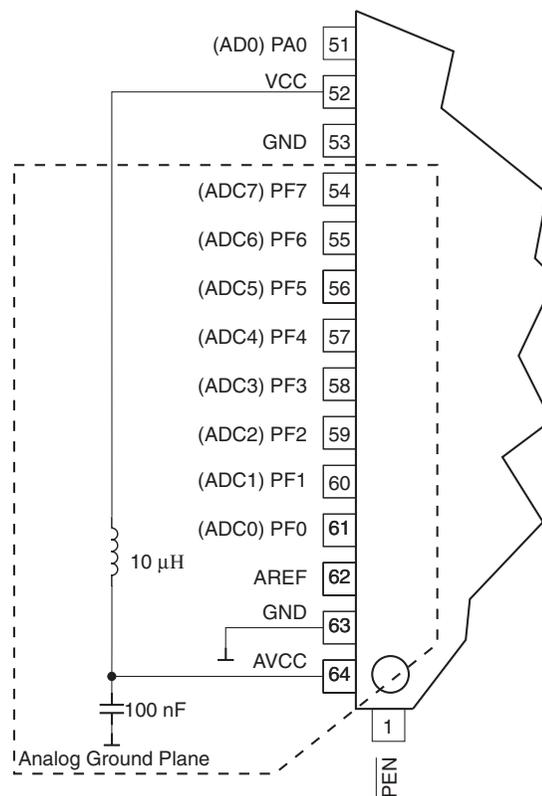 (AD0) PA0 51
VCC 52
GND 53
(ADC7) PF7 54
(ADC6) PF6 55
(ADC5) PF5 56
(ADC4) PF4 57
(ADC3) PF3 58
(ADC2) PF2 59
(ADC1) PF1 60
(ADC0) PF0 61
10 μH
AREF 62
GND 63
AVCC 64
100 nF
1
Analog Ground Plane
PEN